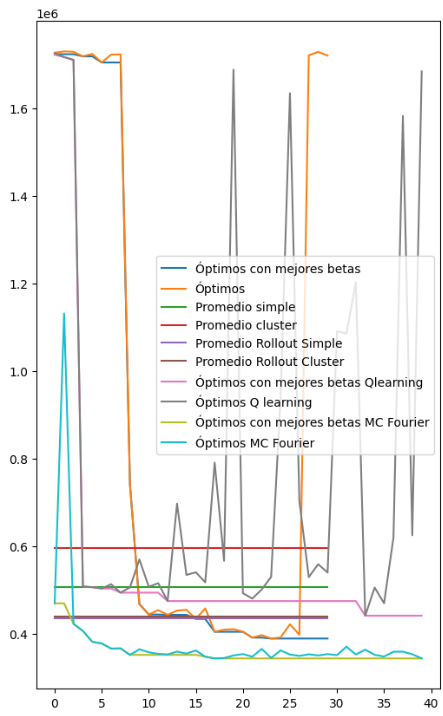 1e6
1.6
1.4
1.2
1.0
0.8
0.6
0.4
Óptimos con mejores betas
Óptimos
Promedio simple
Promedio cluster
Promedio Rollout Simple
Promedio Rollout Cluster
Óptimos con mejores betas Qlearning
Óptimos Q learning
Óptimos con mejores betas MC Fourier
Óptimos MC Fourier
0 5 10 15 20 25 30 35 40